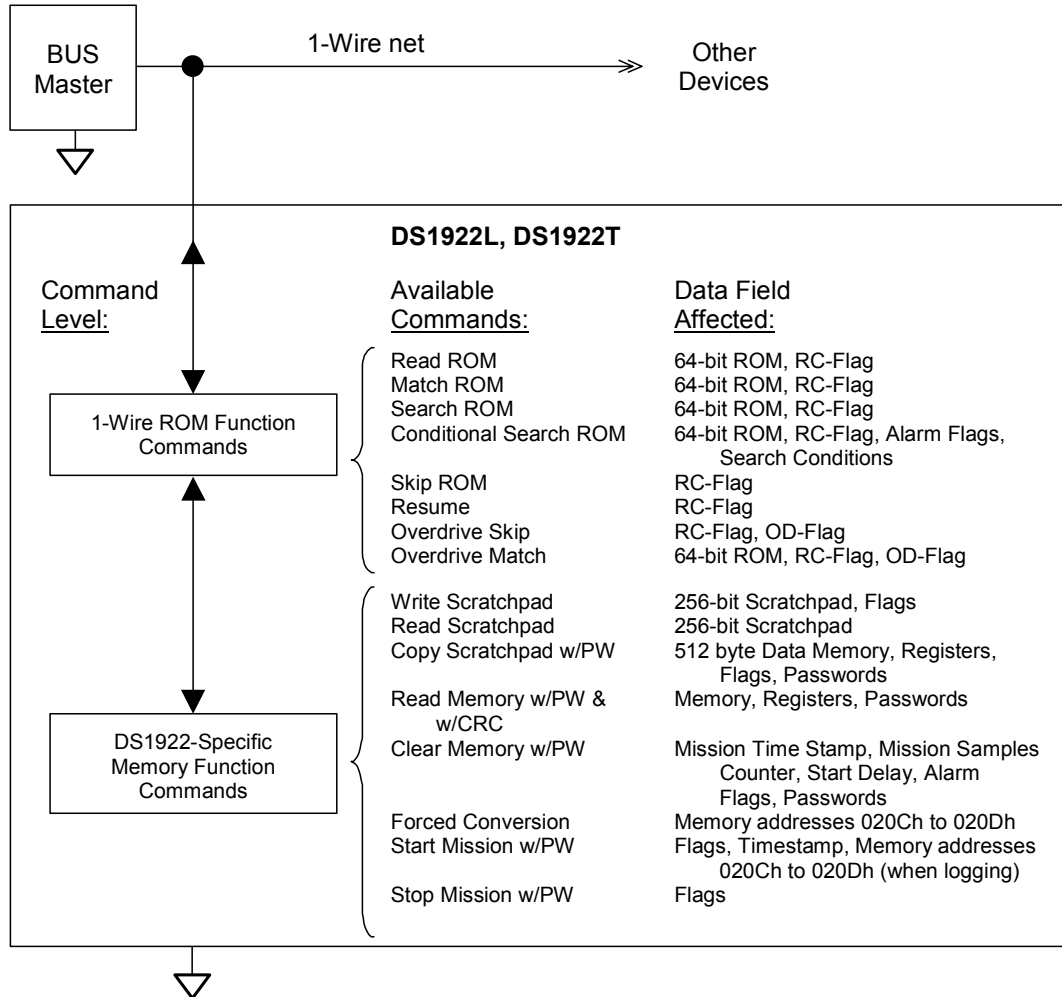 BUS
Master
1-Wire net
Other
Devices
DS1922L, DS1922T
Command
Level:
Available
Commands:
Data Field
Affected:
1-Wire ROM Function
Commands
Read ROM 64-bit ROM, RC-Flag
Match ROM 64-bit ROM, RC-Flag
Search ROM 64-bit ROM, RC-Flag
Conditional Search ROM 64-bit ROM, RC-Flag, Alarm Flags,
Search Conditions
Skip ROM RC-Flag
Resume RC-Flag
Overdrive Skip RC-Flag, OD-Flag
Overdrive Match 64-bit ROM, RC-Flag, OD-Flag
DS1922-Specific
Memory Function
Commands
Write Scratchpad 256-bit Scratchpad, Flags
Read Scratchpad 256-bit Scratchpad
Copy Scratchpad w/PW 512 byte Data Memory, Registers,
Flags, Passwords
Read Memory w/PW & Memory, Registers, Passwords
w/CRC
Clear Memory w/PW Mission Time Stamp, Mission Samples
Counter, Start Delay, Alarm
Flags, Passwords
Forced Conversion Memory addresses 020Ch to 020Dh
Start Mission w/PW Flags, Timestamp, Memory addresses
020Ch to 020Dh (when logging)
Stop Mission w/PW Flags